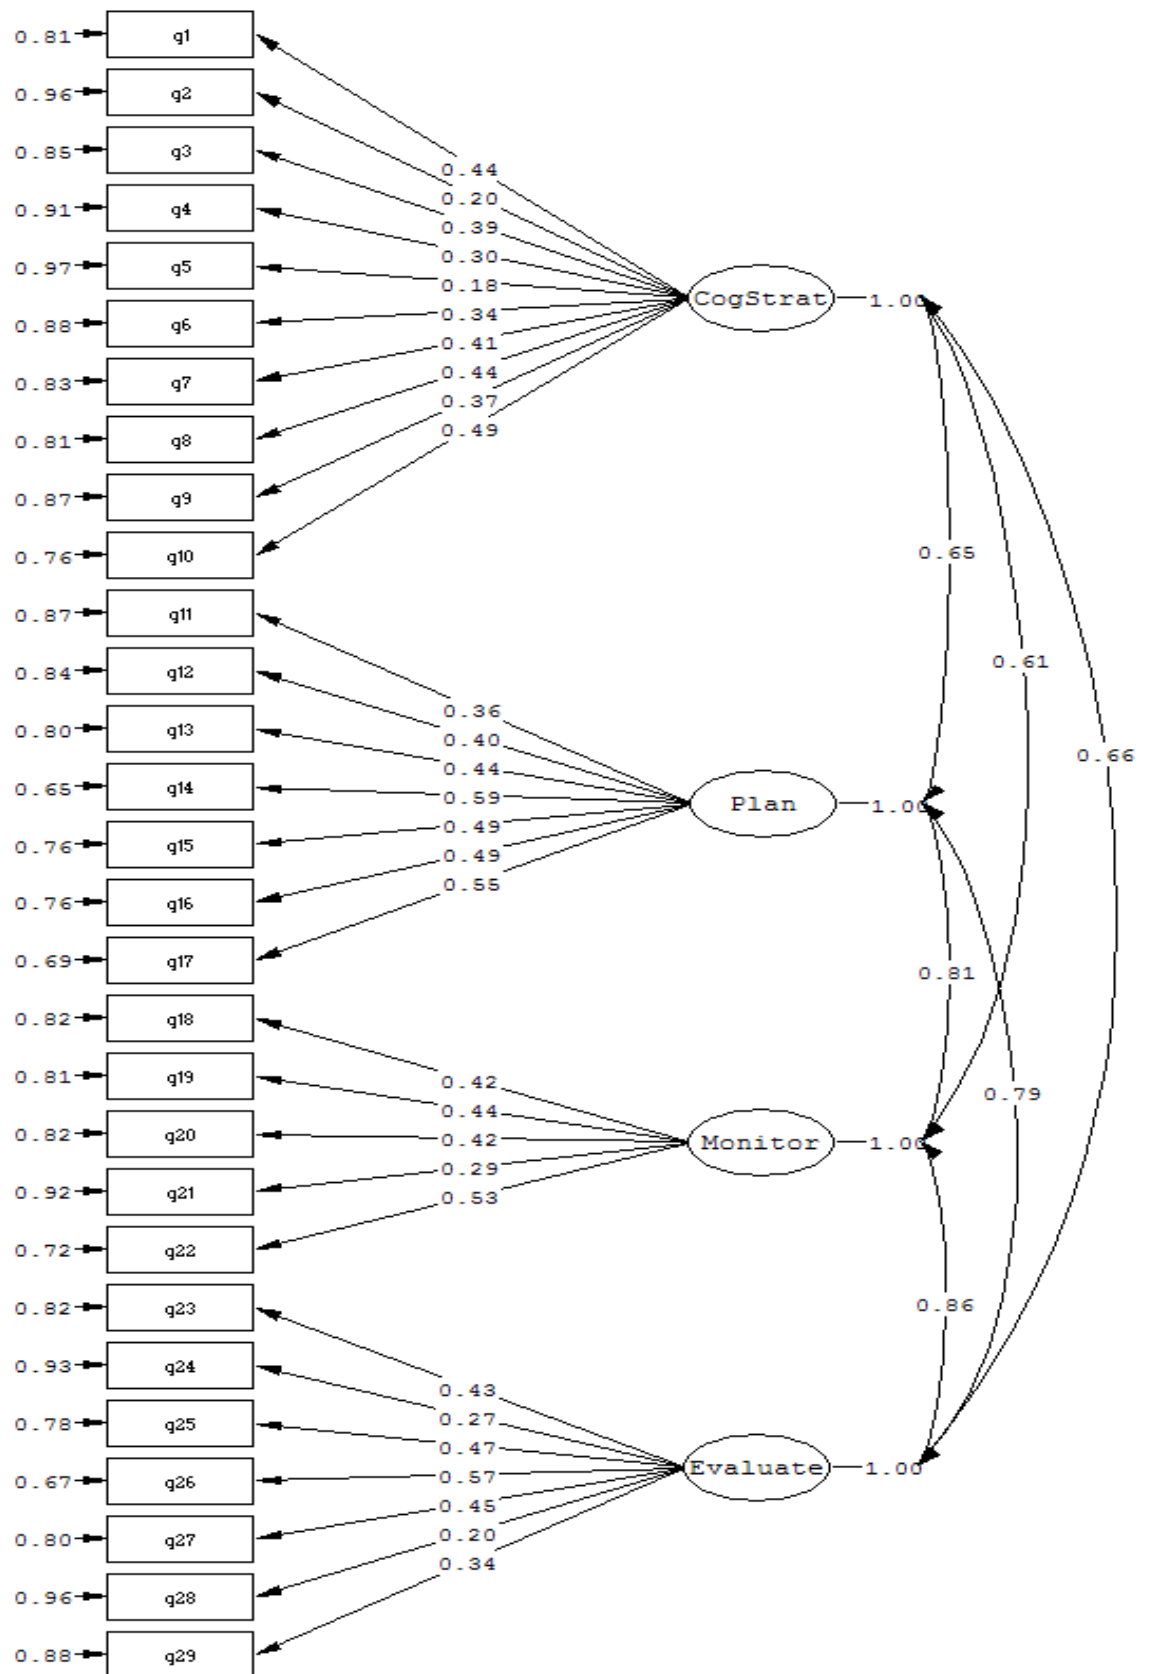 0.81 q1
0.96 q2
0.85 q3
0.44
0.20
0.91 q4
0.39
0.30
0.97 q5
0.18
CogStrat 1.00
0.34
0.88 q6
0.41
0.44
0.83 q7
0.37
0.49
0.81 q8
0.87 q9
0.76 q10
0.65
0.87 q11
0.61
0.84 q12
0.36
0.80 q13
0.40
0.66
0.44
0.65 q14
0.59
Plan 1.00
0.49
0.76 q15
0.49
0.55
0.76 q16
0.69 q17
0.81
0.82 q18
0.81 q19
0.42
0.79
0.44
0.82 q20
0.42
Monitor 1.00
0.29
0.92 q21
0.53
0.72 q22
0.82 q23
0.86
0.93 q24
0.43
0.27
0.78 q25
0.47
Evaluate 1.00
0.57
0.67 q26
0.45
0.20
0.80 q27
0.34
0.96 q28
0.88 q29